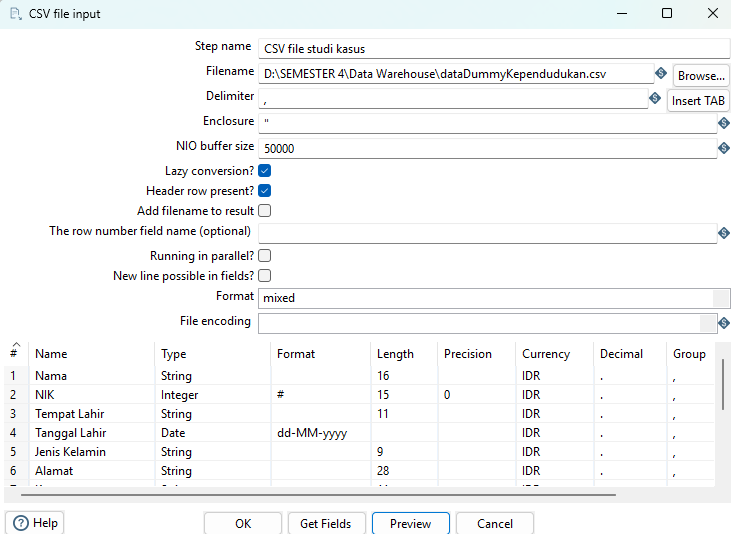 CSV file input
Step name CSV file studi kasus
Filename D:\SEMESTER 4\Data Warehouse\dataDummyKependudukan.csv Browse...
Delimiter , Insert TAB
Enclosure "
NIO buffer size 50000
Lazy conversion?
Header row present?
Add filename to result
The row number field name (optional)
Running in parallel?
New line possible in fields?
Format mixed
File encoding
# Name Type Format Length Precision Currency Decimal Group
1 Nama String 16 IDR . ,
2 NIK Integer # 15 0 IDR . ,
3 Tempat Lahir String 11 IDR . ,
4 Tanggal Lahir Date dd-MM-yyyy IDR . ,
5 Jenis Kelamin String 9 IDR . ,
6 Alamat String 28 IDR . ,
Help OK Get Fields Preview Cancel